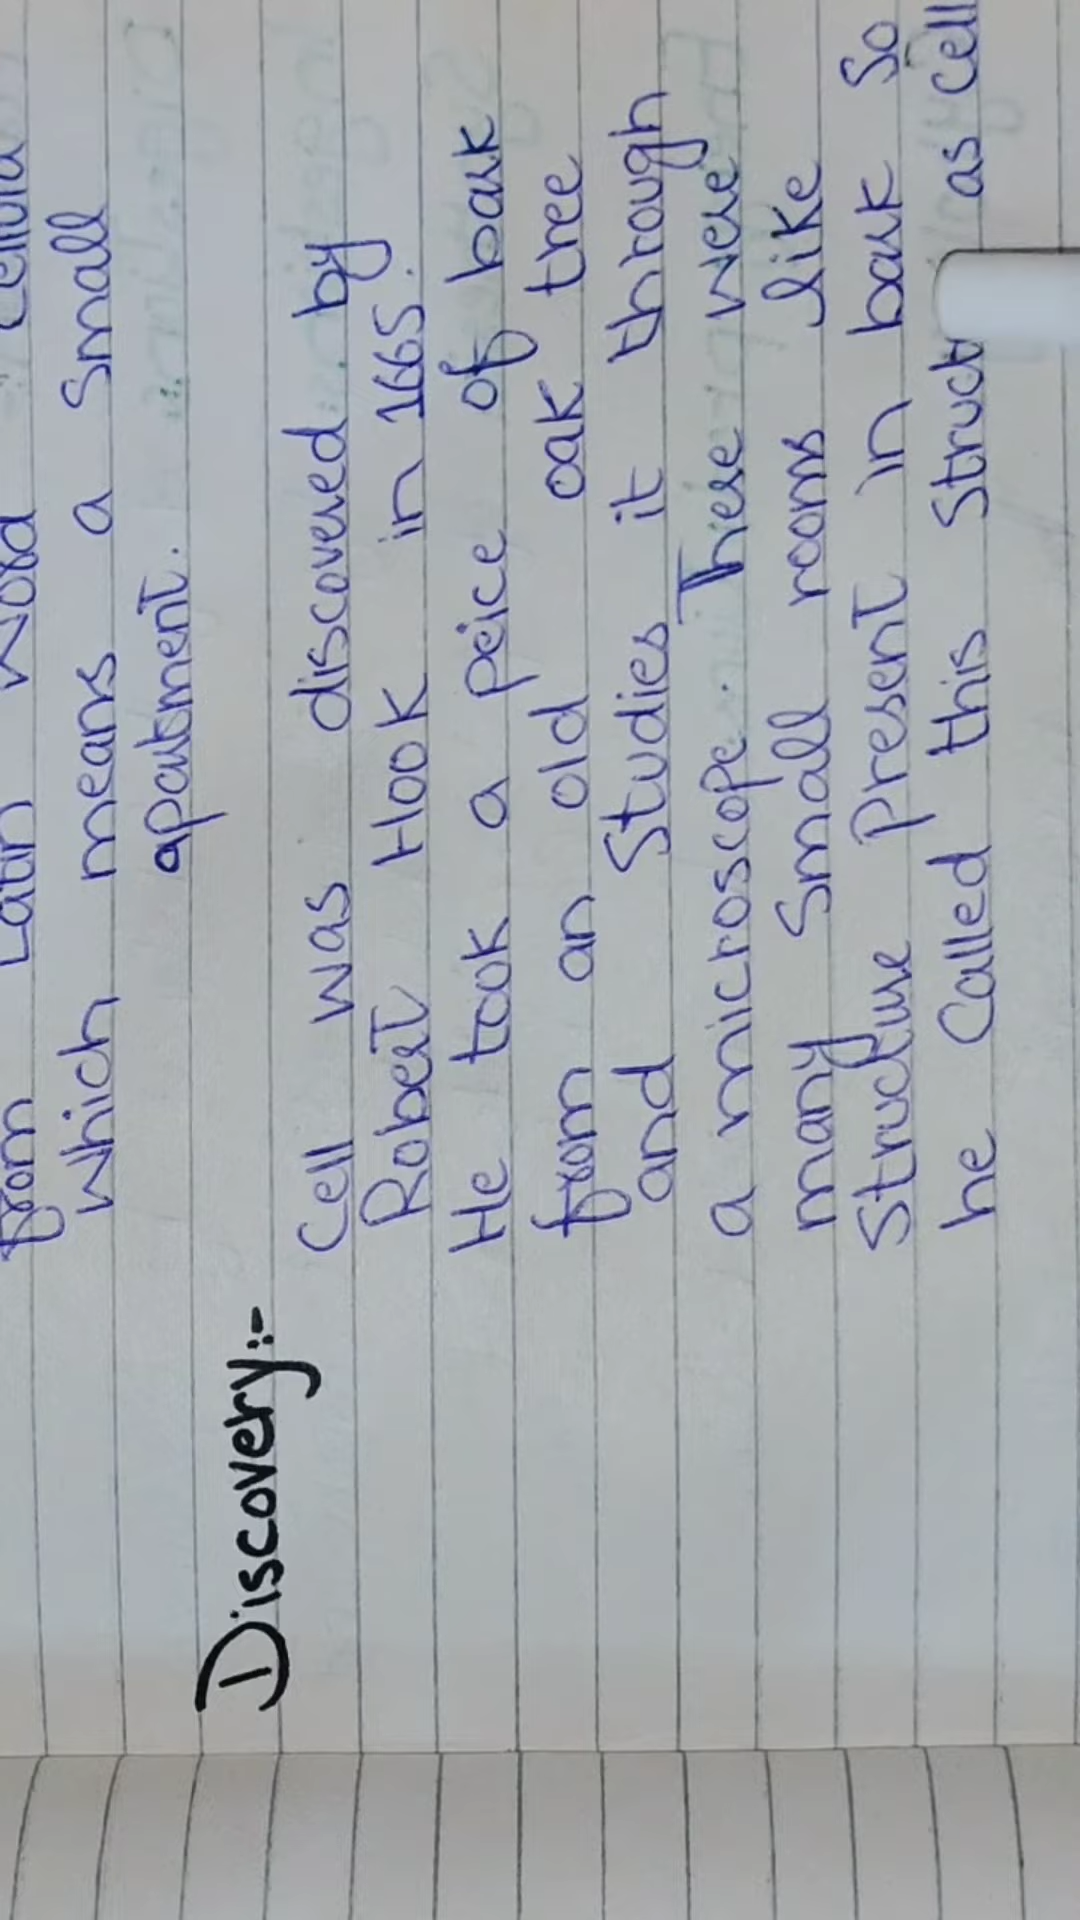 from Latin word Cellula
which means a small
apartment.
Discovery:-
Cell was discovered by
Robert Hook in 1665.
He took a peice of bark
from an old oak tree
and Studies it through
a microscope. There were
many Small rooms like
Structure Present in bark So
he Called this Struct as Cell